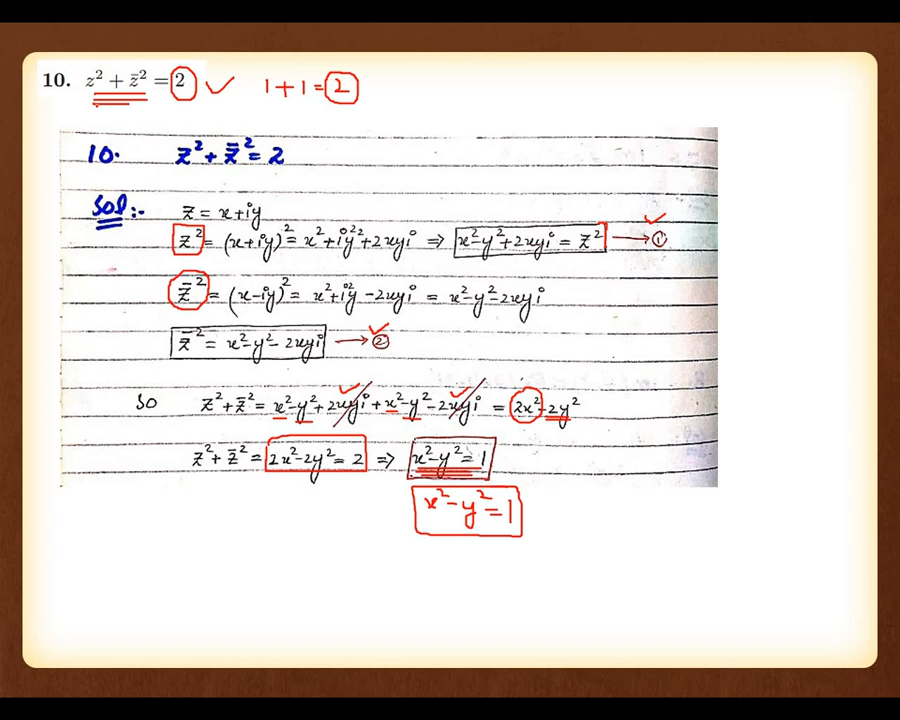 10. z² + z̄² = 2 ✓ 1 + 1 = 2
10. z² + z̄² = 2
Sol:-
z = x+iy
z² = (x+iy)² = x²+i²y²+2xyi ⇒ x²-y²+2xyi = z² → ①
z̄² = (x-iy)² = x²+i²y²-2xyi = x²-y²-2xyi
z̄² = x²-y²-2xyi → ②
SO z²+z̄² = x²-y²+2xyi+x²-y²-2xyi = 2x²-2y²
z²+z̄² = 2x²-2y² = 2 ⇒ x²-y² = 1
x²-y² = 1